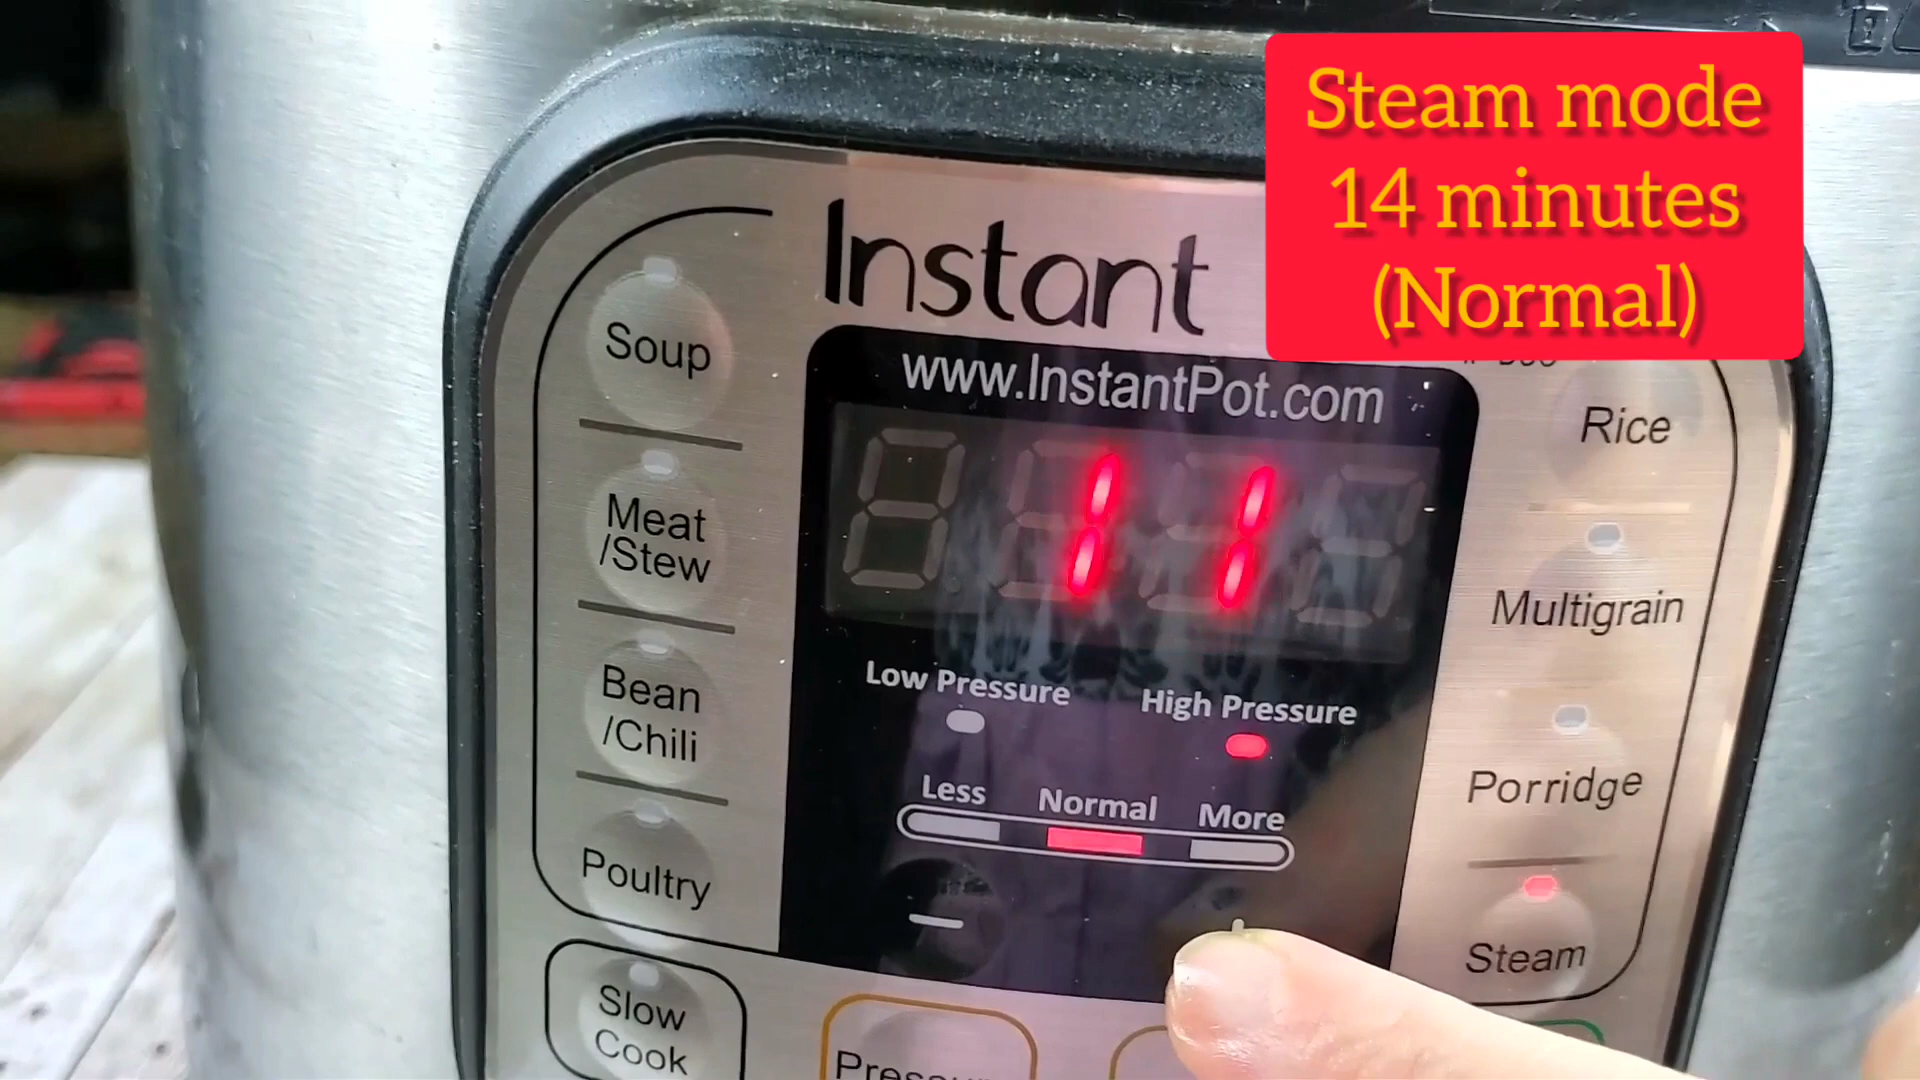 Steam mode
14 minutes
(Normal)
Instant
www.InstantPot.com
11
Soup
Meat
/Stew
Bean
/Chili
Poultry
Slow
Cook
Low Pressure
High Pressure
Less
Normal
More
-
+
Rice
Multigrain
Porridge
Steam